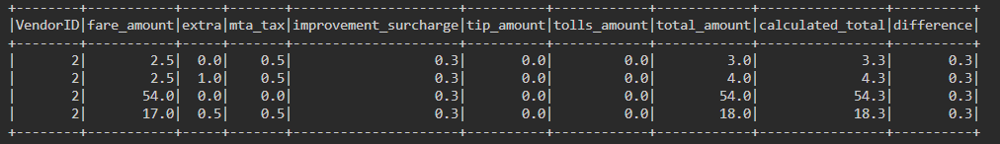 +--------+-----------+-----+-------+---------------------+----------+------------+------------+----------------+----------+
|VendorID|fare_amount|extra|mta_tax|improvement_surcharge|tip_amount|tolls_amount|total_amount|calculated_total|difference|
+--------+-----------+-----+-------+---------------------+----------+------------+------------+----------------+----------+
|       2|        2.5|  0.0|    0.5|                  0.3|       0.0|         0.0|         3.0|             3.3|       0.3|
|       2|        2.5|  1.0|    0.5|                  0.3|       0.0|         0.0|         4.0|             4.3|       0.3|
|       2|       54.0|  0.0|    0.0|                  0.3|       0.0|         0.0|        54.0|            54.3|       0.3|
|       2|       17.0|  0.5|    0.5|                  0.3|       0.0|         0.0|        18.0|            18.3|       0.3|
+--------+-----------+-----+-------+---------------------+----------+------------+------------+----------------+----------+